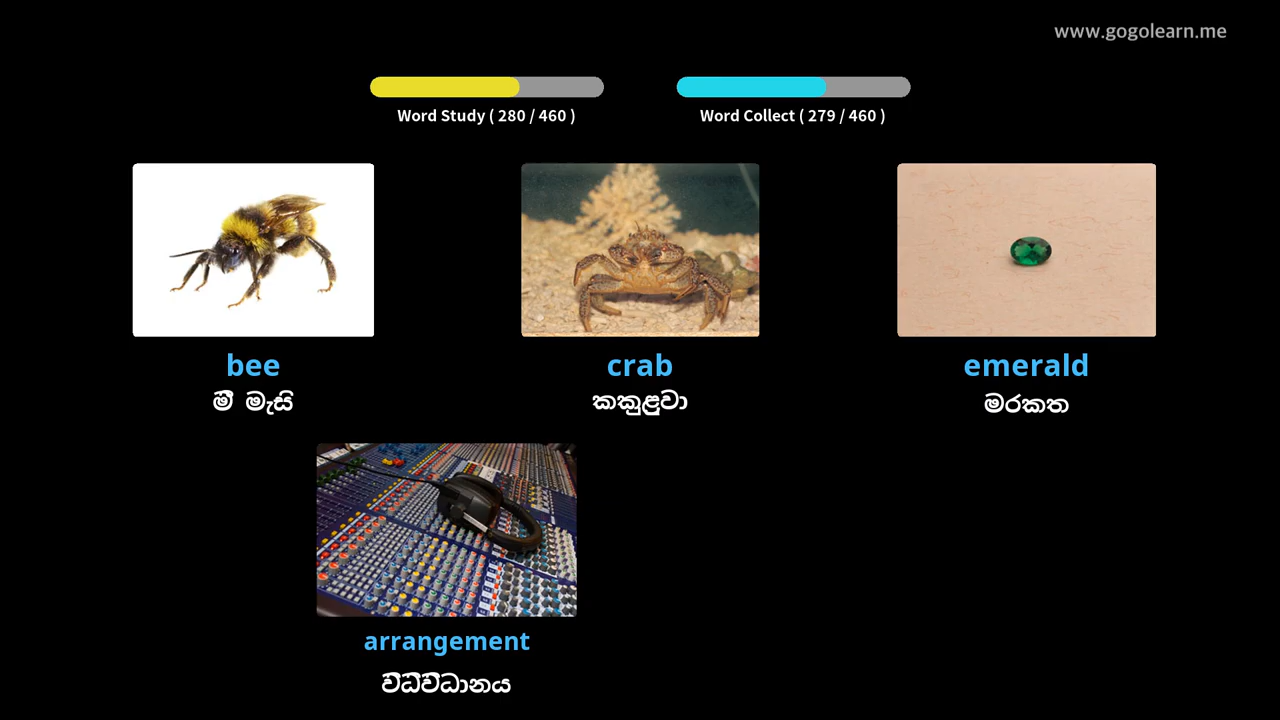 www.gogolearn.me
Word Study ( 280 / 460 )
Word Collect ( 279 / 460 )
bee
crab
emerald
මී මැසි
කකුළුවා
මරකත
arrangement
විධිවිධානය